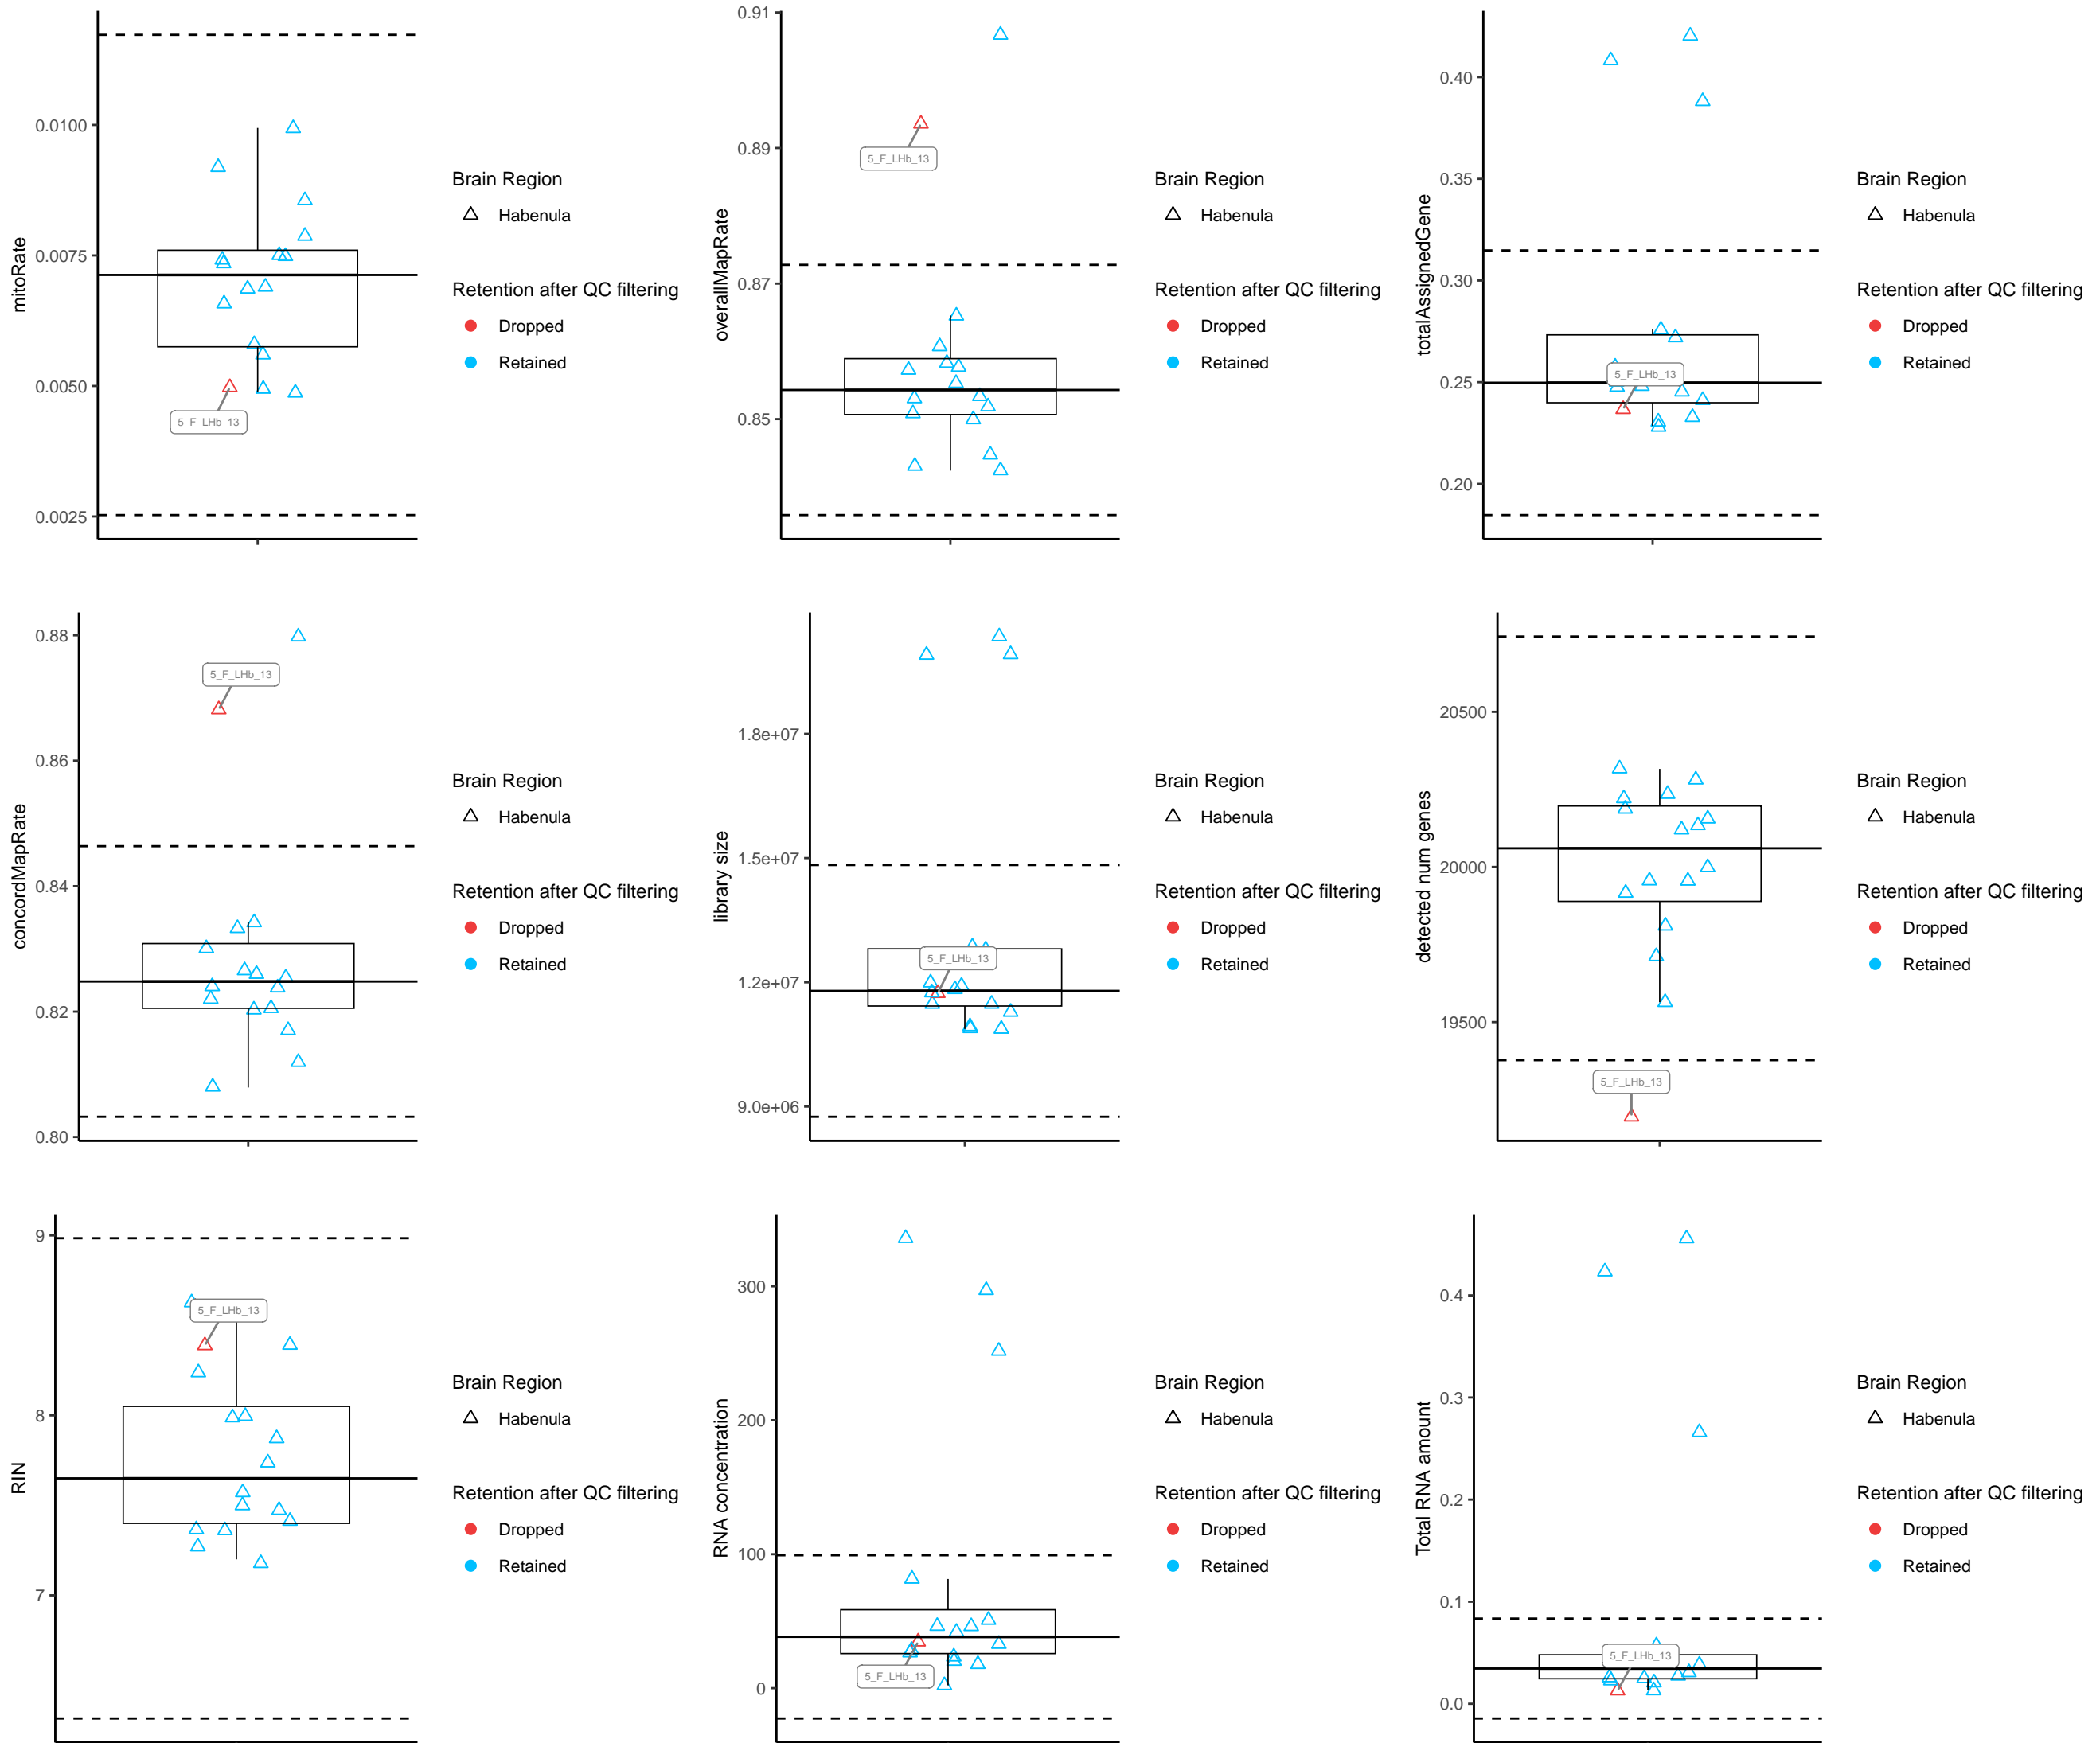 mitoRate
0.0100
0.0075
0.0050
0.0025
5_F_LHb_13
Brain Region
Habenula
Retention after QC filtering
Dropped
Retained
overallMapRate
0.91
0.89
0.87
0.85
5_F_LHb_13
Brain Region
Habenula
Retention after QC filtering
Dropped
Retained
totalAssignedGene
0.40
0.35
0.30
0.25
0.20
5_F_LHb_13
Brain Region
Habenula
Retention after QC filtering
Dropped
Retained
concordMapRate
0.88
0.86
0.84
0.82
0.80
5_F_LHb_13
Brain Region
Habenula
Retention after QC filtering
Dropped
Retained
library size
1.8e+07
1.5e+07
1.2e+07
9.0e+06
5_F_LHb_13
Brain Region
Habenula
Retention after QC filtering
Dropped
Retained
detected num genes
20500
20000
19500
5_F_LHb_13
Brain Region
Habenula
Retention after QC filtering
Dropped
Retained
RIN
9
8
7
5_F_LHb_13
Brain Region
Habenula
Retention after QC filtering
Dropped
Retained
RNA concentration
300
200
100
0
5_F_LHb_13
Brain Region
Habenula
Retention after QC filtering
Dropped
Retained
Total RNA amount
0.4
0.3
0.2
0.1
0.0
5_F_LHb_13
Brain Region
Habenula
Retention after QC filtering
Dropped
Retained